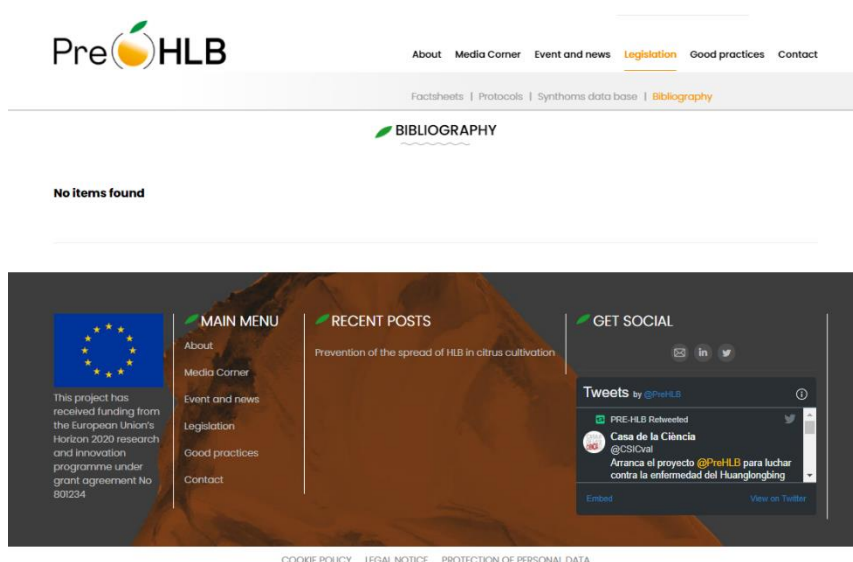 Pre HLB
About Media Corner Event and news Legislation Good practices Contact
Factsheets | Protocols | Synthoms data base | Bibliography
BIBLIOGRAPHY
No items found
This project has
received funding from
the European Union's
Horizon 2020 research
and innovation
programme under
grant agreement No
801234
MAIN MENU
About
Media Corner
Event and news
Legislation
Good practices
Contact
RECENT POSTS
Prevention of the spread of HLB in citrus cultivation
GET SOCIAL
in
Tweets by @PreHLB
PRE-HLB Retweeted
Casa de la Ciència
@CSICval
Arranca el proyecto @PreHLB para luchar
contra la enfermedad del Huanglongbing
Embed View on Twitter
COOKIE POLICY LEGAL NOTICE PROTECTION OF PERSONAL DATA